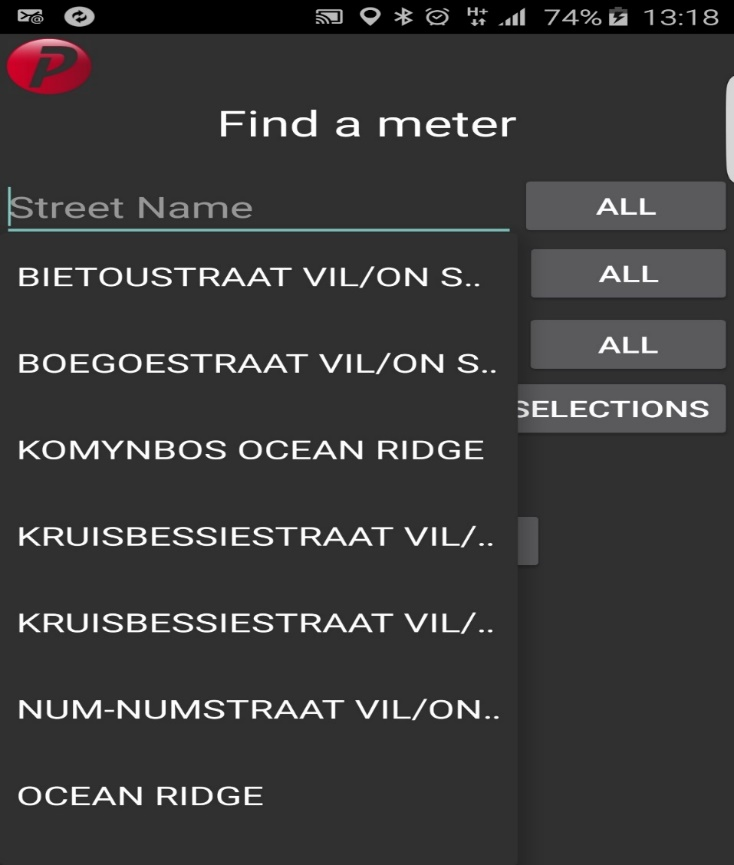 H+ 74% 13:18
P
Find a meter
Street Name ALL
BIETOUSTRAAT VIL/ON S.. ALL
BOEGOESTRAAT VIL/ON S.. ALL
SELECTIONS
KOMYNBOS OCEAN RIDGE
KRUISBESSIESTRAAT VIL/..
KRUISBESSIESTRAAT VIL/..
NUM-NUMSTRAAT VIL/ON..
OCEAN RIDGE